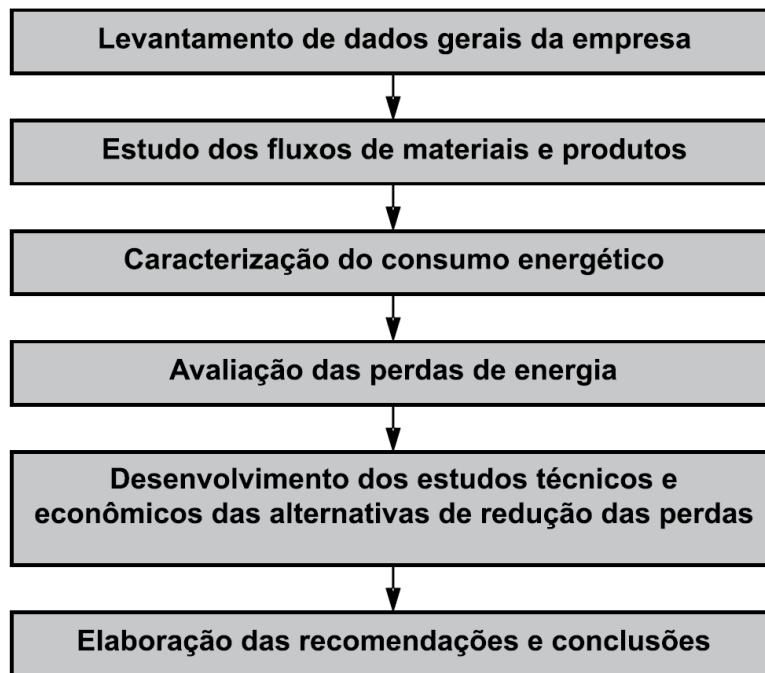 Levantamento de dados gerais da empresa
Estudo dos fluxos de materiais e produtos
Caracterização do consumo energético
Avaliação das perdas de energia
Desenvolvimento dos estudos técnicos e
econômicos das alternativas de redução das perdas
Elaboração das recomendações e conclusões